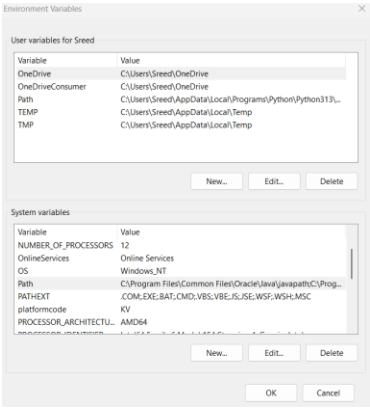 Environment Variables
User variables for Sreed
Variable Value
OneDrive C:\Users\Sreed\OneDrive
OneDriveConsumer C:\Users\Sreed\OneDrive
Path C:\Users\Sreed\AppData\Local\Programs\Python\Python313\...
TEMP C:\Users\Sreed\AppData\Local\Temp
TMP C:\Users\Sreed\AppData\Local\Temp
New... Edit... Delete
System variables
Variable Value
NUMBER_OF_PROCESSORS 12
OnlineServices Online Services
OS Windows_NT
Path C:\Program Files\Common Files\Oracle\Java\javapath;C:\Prog...
PATHEXT .COM;.EXE;.BAT;.CMD;.VBS;.VBE;.JS;.JSE;.WSF;.WSH;.MSC
platformcode KV
PROCESSOR_ARCHITECTU... AMD64
New... Edit... Delete
OK Cancel